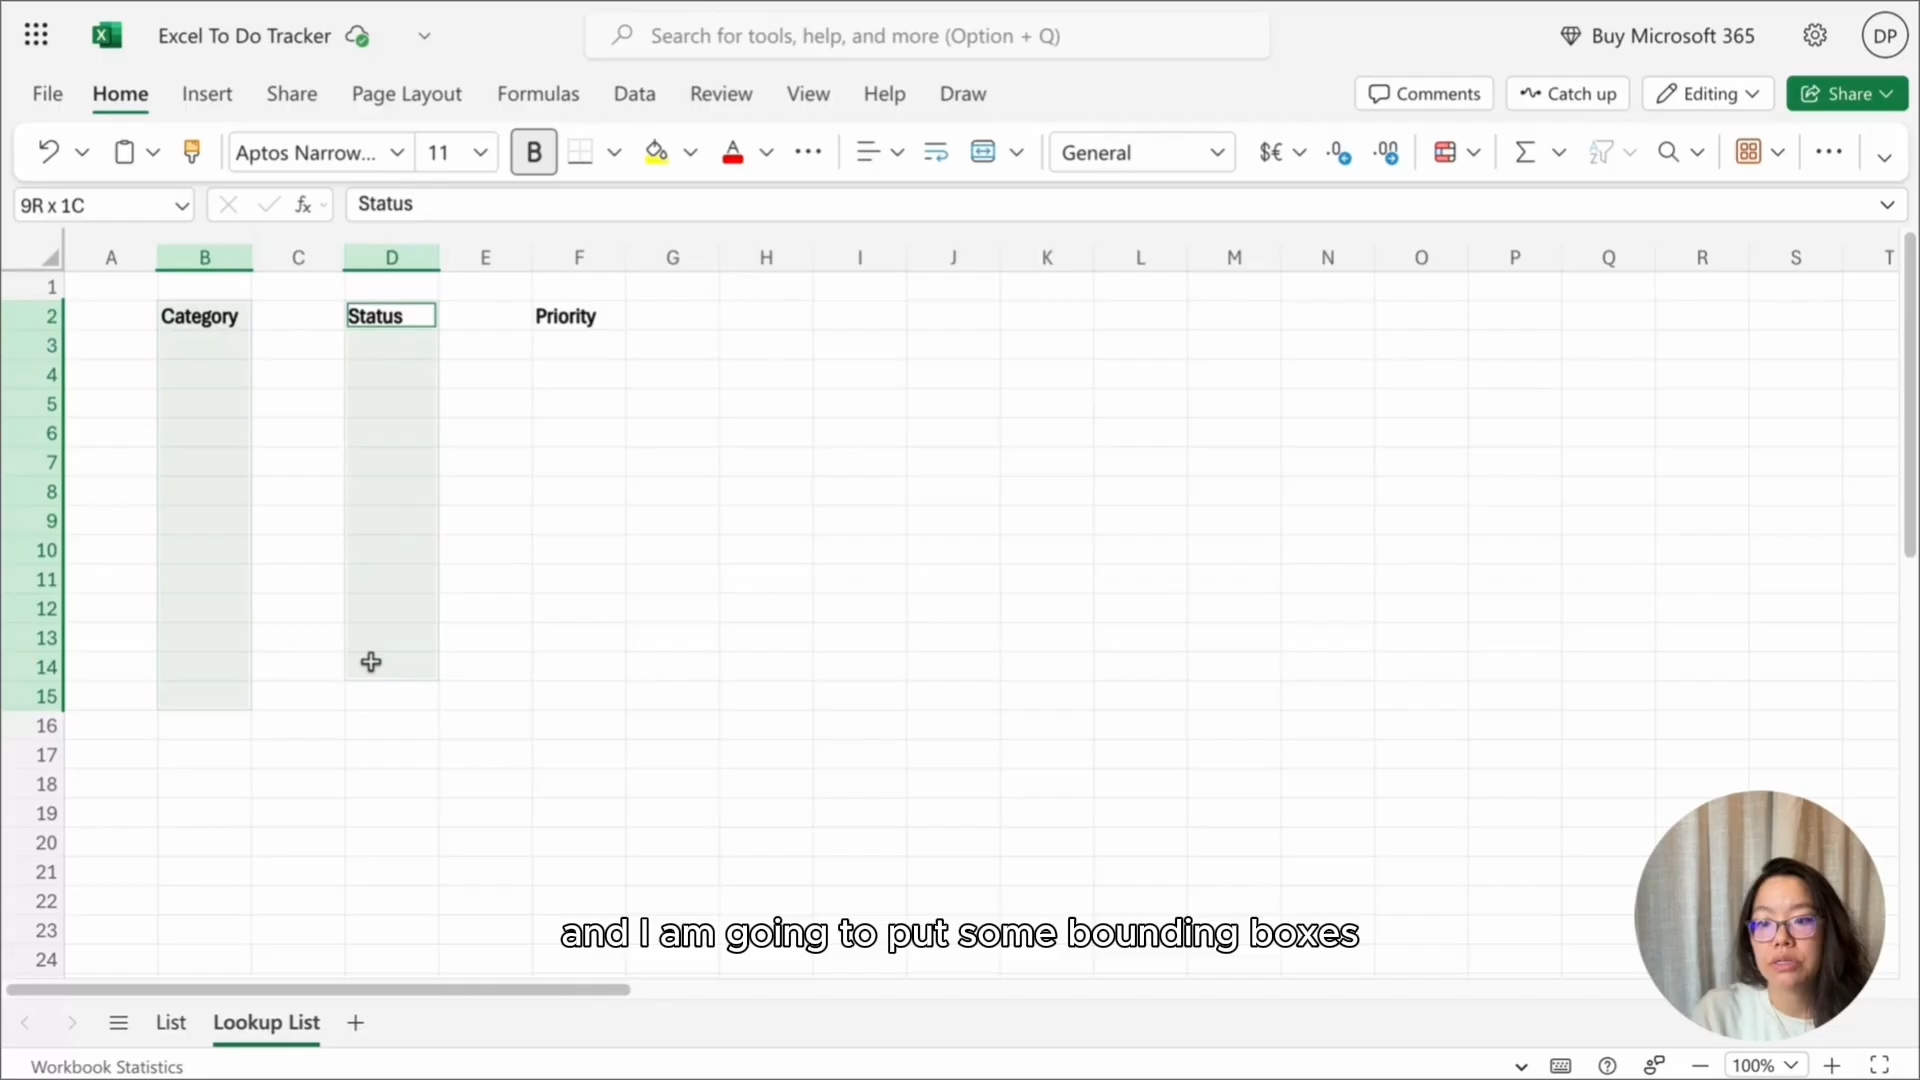 Excel To Do Tracker
Search for tools, help, and more (Option + Q)
Buy Microsoft 365
DP
File Home Insert Share Page Layout Formulas Data Review View Help Draw
Comments Catch up Editing Share
Aptos Narrow... 11 B A General $€ .0 .00
9R x 1C fx Status
A B C D E F G H I J K L M N O P Q R S T
1
2 Category Status Priority
3
4
5
6
7
8
9
10
11
12
13
14
15
16
17
18
19
20
21
22
23
24
and I am going to put some bounding boxes
List Lookup List
Workbook Statistics 100%